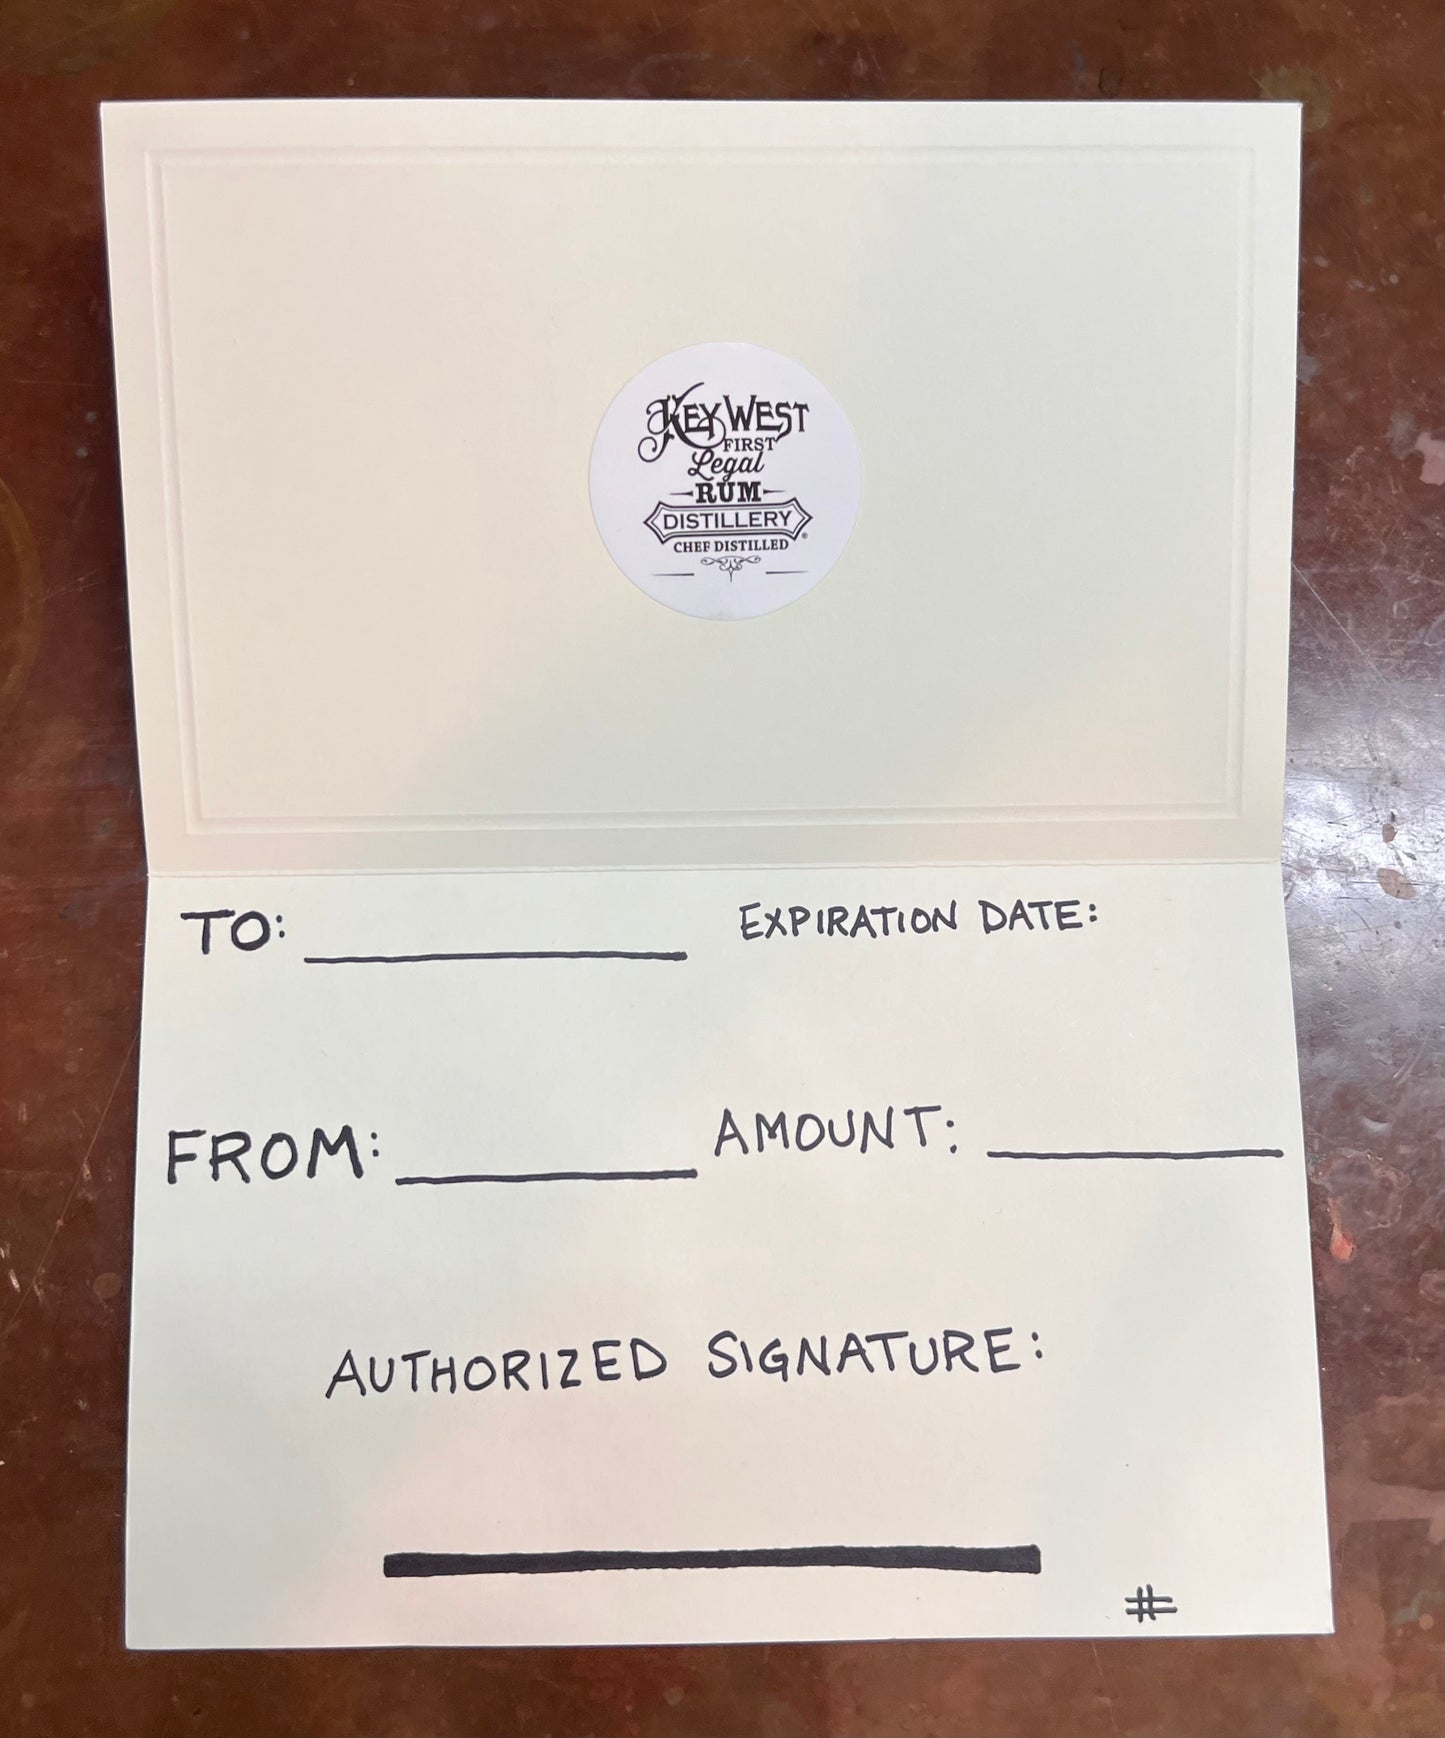 KEY WEST
FIRST
Legal
RUM
DISTILLERY
®
CHEF DISTILLED
TO: EXPIRATION DATE:
FROM: AMOUNT:
AUTHORIZED SIGNATURE:
#